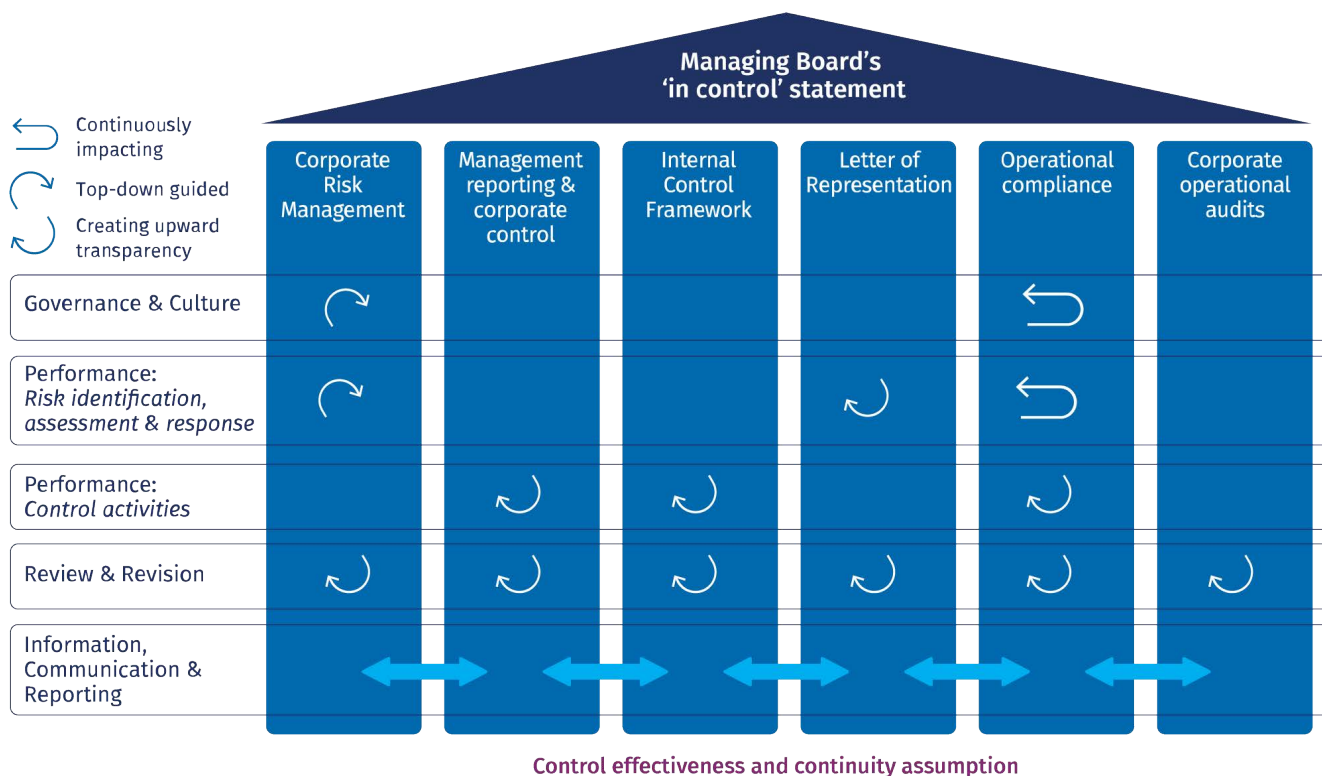 Managing Board's
'in control' statement
Continuously
impacting
Top-down guided
Creating upward
transparency
Corporate
Risk
Management
Management
reporting &
corporate
control
Internal
Control
Framework
Letter of
Representation
Operational
compliance
Corporate
operational
audits
Governance & Culture
Performance:
Risk identification,
assessment & response
Performance:
Control activities
Review & Revision
Information,
Communication &
Reporting
Control effectiveness and continuity assumption